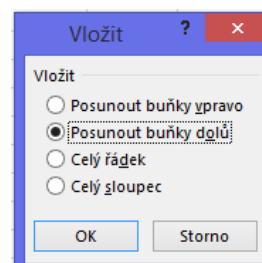 Vložit ? ×
Vložit
Posunout buňky vpravo
Posunout buňky dolů
Celý řádek
Celý sloupec
OK Storno